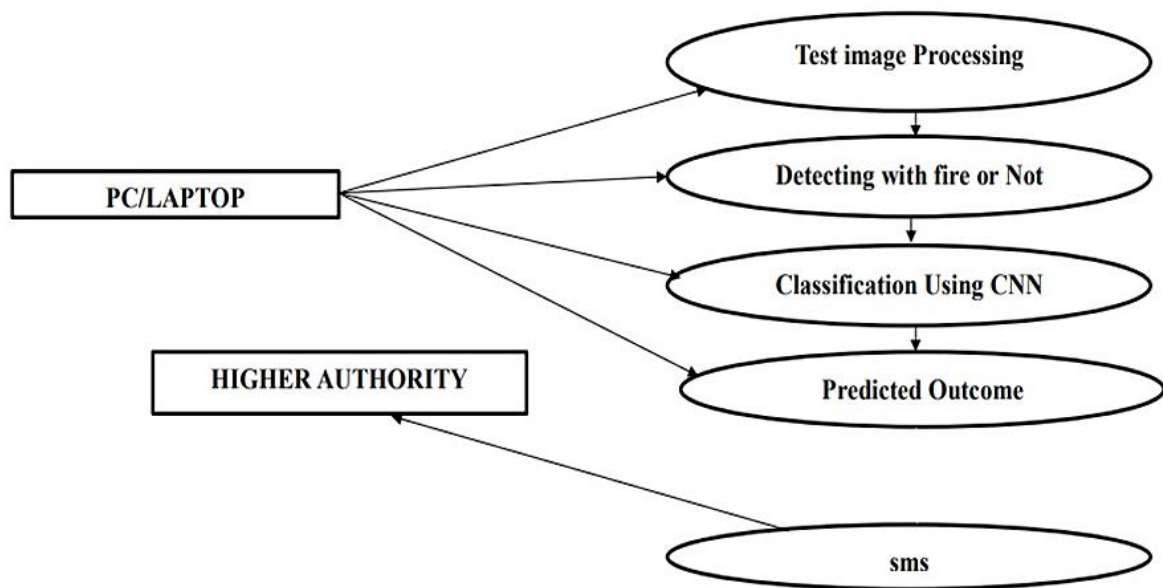 Test image Processing
Detecting with fire or Not
PC/LAPTOP
Classification Using CNN
HIGHER AUTHORITY
Predicted Outcome
sms